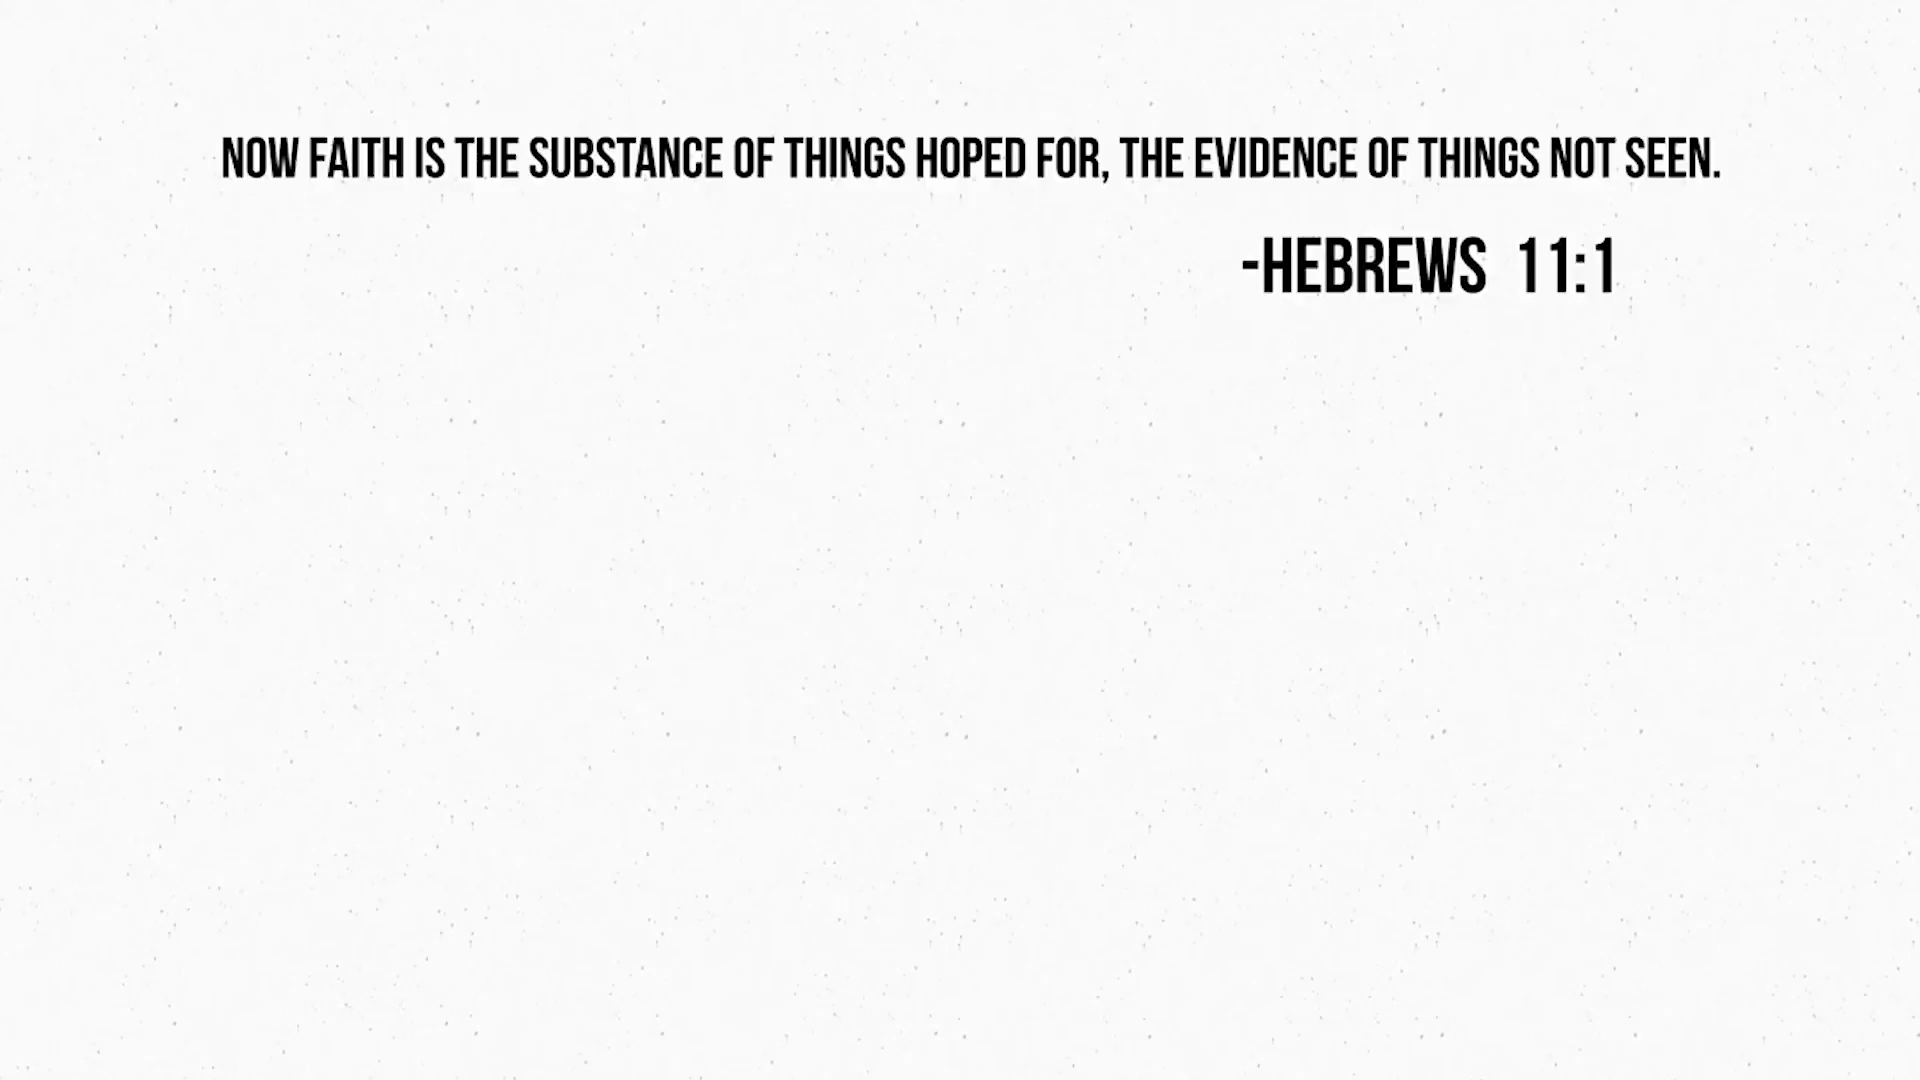 NOW FAITH IS THE SUBSTANCE OF THINGS HOPED FOR, THE EVIDENCE OF THINGS NOT SEEN.
-HEBREWS 11:1